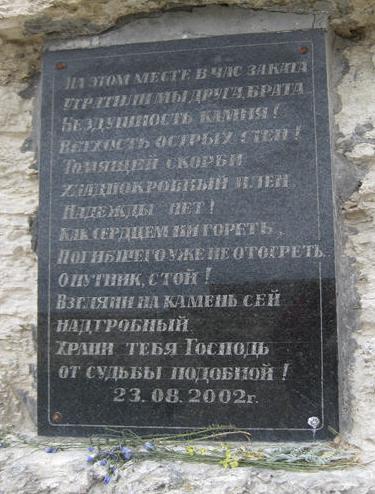 На этом месте в час заката
утратили мы друга, брата
Бездушность камня!
Ветхость острых стен!
Томящей скорби
хладнокровный плен.
Надежды нет!
Как сердцем ни гореть,
Погибшего уже не отогреть.
О путник, стой!
Взгляни на камень сей
надгробный.
Храни тебя Господь
от судьбы подобной!
23.08.2002г.